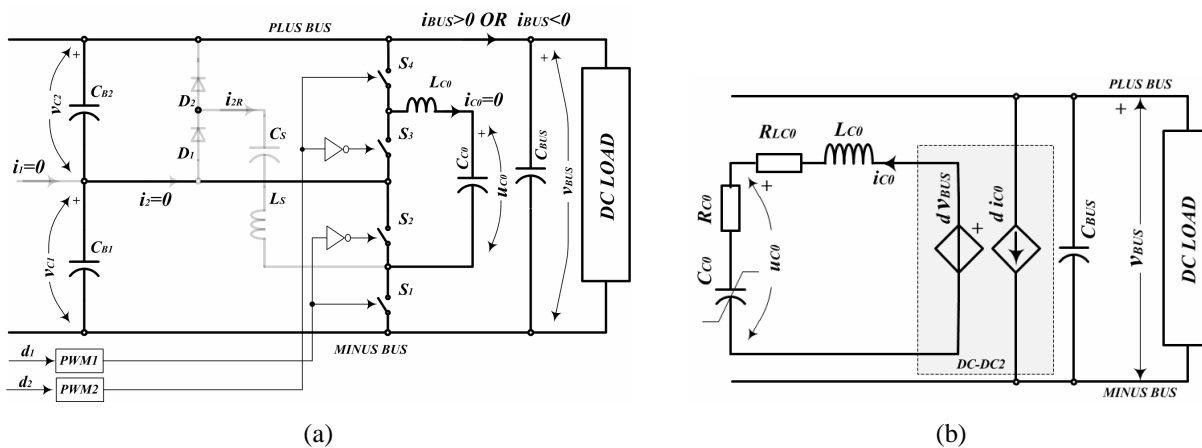 PLUS BUS
iBUS>0 OR iBUS<0
S4
LC0
iC0=0
vC2
CB2
D2
i2R
CS
S3
CC0
uC0
CBUS
vBUS
DC LOAD
D1
i1=0
i2=0
LS
S2
vC1
CB1
S1
MINUS BUS
d1
PWM1
d2
PWM2
(a)
PLUS BUS
RLC0
LC0
iC0
RC0
uC0
CC0
d vBUS
d iC0
CBUS
vBUS
DC LOAD
DC-DC2
MINUS BUS
(b)